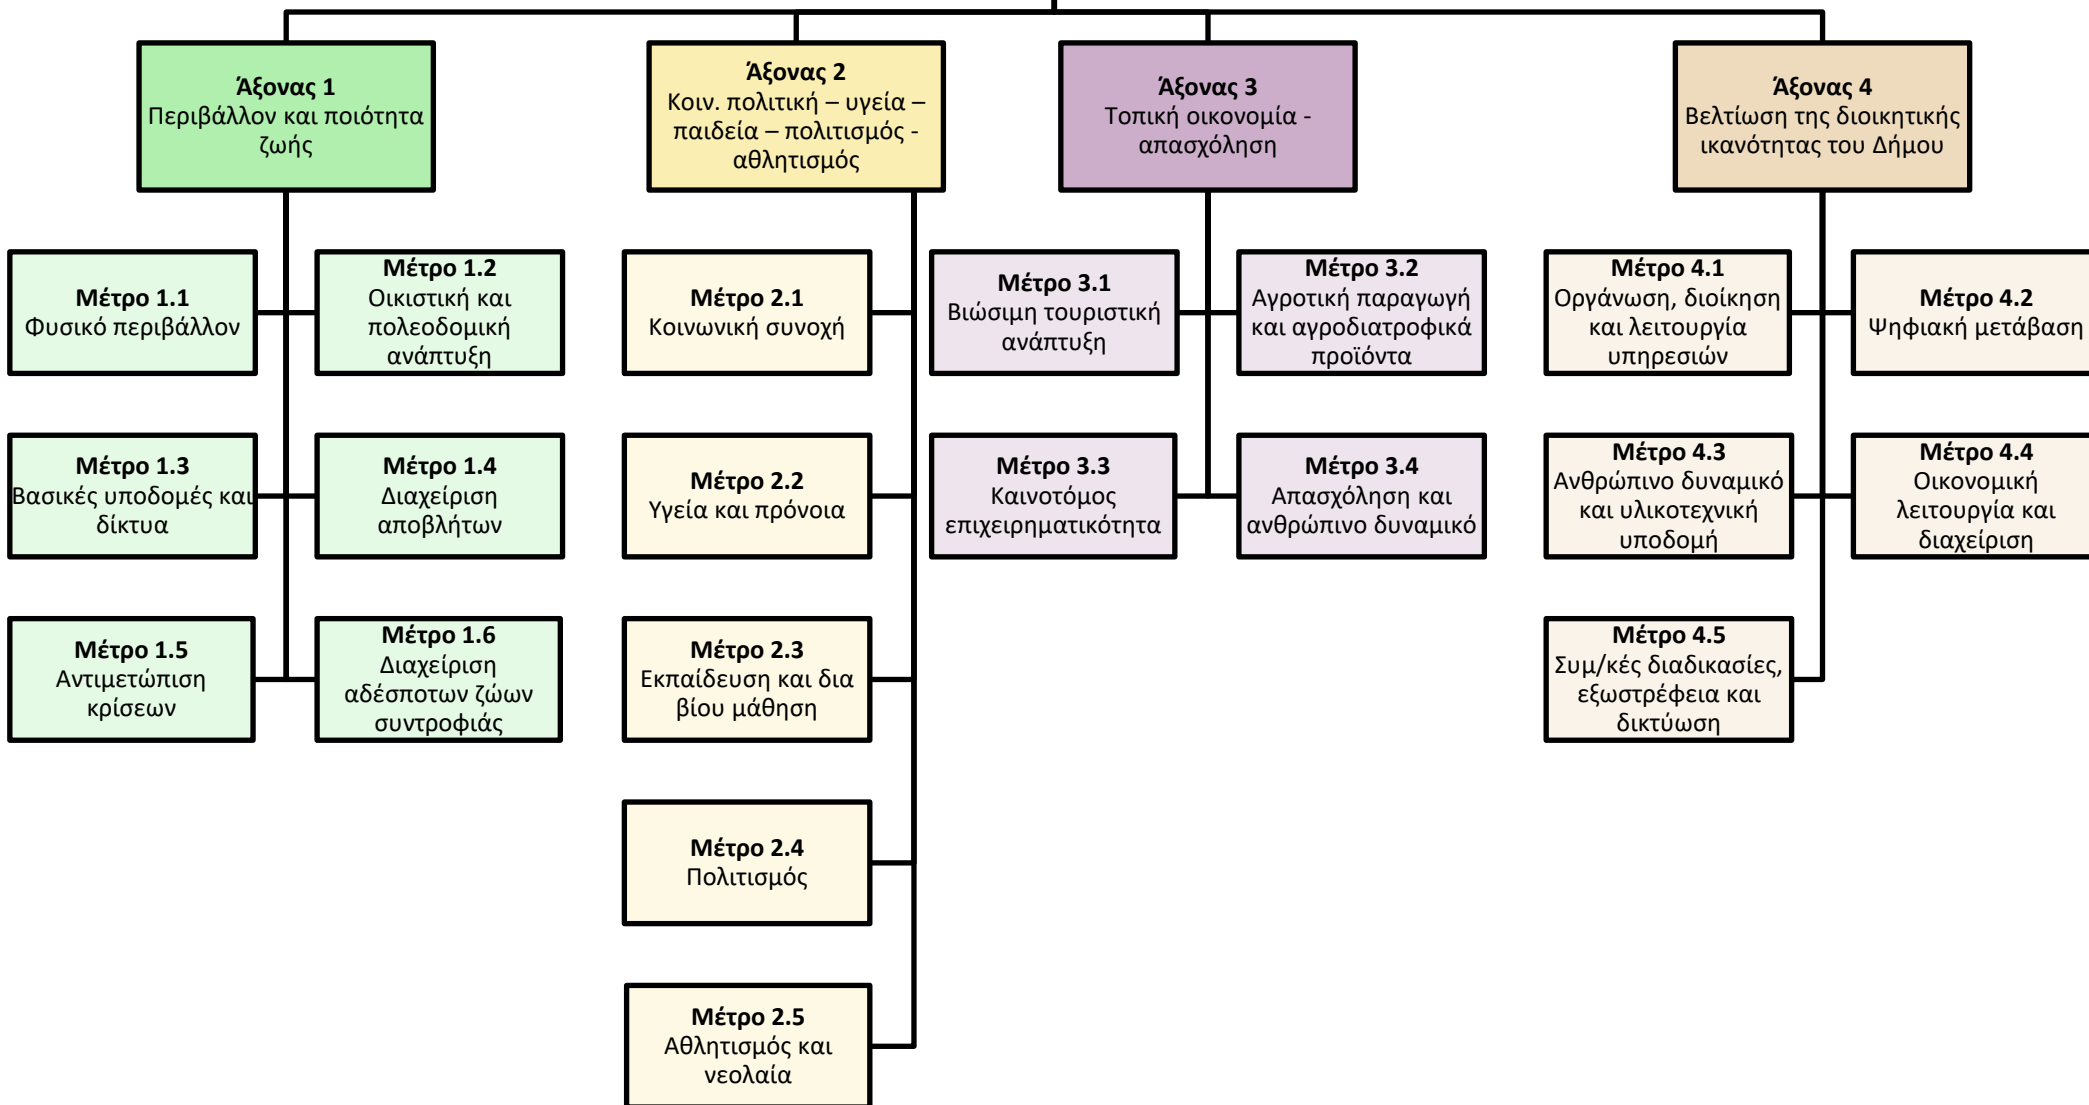 Άξονας 1
Περιβάλλον και ποιότητα
ζωής
Άξονας 2
Κοιν. πολιτική – υγεία –
παιδεία – πολιτισμός -
αθλητισμός
Άξονας 3
Τοπική οικονομία -
απασχόληση
Άξονας 4
Βελτίωση της διοικητικής
ικανότητας του Δήμου
Μέτρο 1.1
Φυσικό περιβάλλον
Μέτρο 1.2
Οικιστική και
πολεοδομική
ανάπτυξη
Μέτρο 1.3
Βασικές υποδομές και
δίκτυα
Μέτρο 1.4
Διαχείριση
αποβλήτων
Μέτρο 1.5
Αντιμετώπιση
κρίσεων
Μέτρο 1.6
Διαχείριση
αδέσποτων ζώων
συντροφιάς
Μέτρο 2.1
Κοινωνική συνοχή
Μέτρο 2.2
Υγεία και πρόνοια
Μέτρο 2.3
Εκπαίδευση και δια
βίου μάθηση
Μέτρο 2.4
Πολιτισμός
Μέτρο 2.5
Αθλητισμός και
νεολαία
Μέτρο 3.1
Βιώσιμη τουριστική
ανάπτυξη
Μέτρο 3.2
Αγροτική παραγωγή
και αγροδιατροφικά
προϊόντα
Μέτρο 3.3
Καινοτόμος
επιχειρηματικότητα
Μέτρο 3.4
Απασχόληση και
ανθρώπινο δυναμικό
Μέτρο 4.1
Οργάνωση, διοίκηση
και λειτουργία
υπηρεσιών
Μέτρο 4.2
Ψηφιακή μετάβαση
Μέτρο 4.3
Ανθρώπινο δυναμικό
και υλικοτεχνική
υποδομή
Μέτρο 4.4
Οικονομική
λειτουργία και
διαχείριση
Μέτρο 4.5
Συμ/κές διαδικασίες,
εξωστρέφεια και
δικτύωση